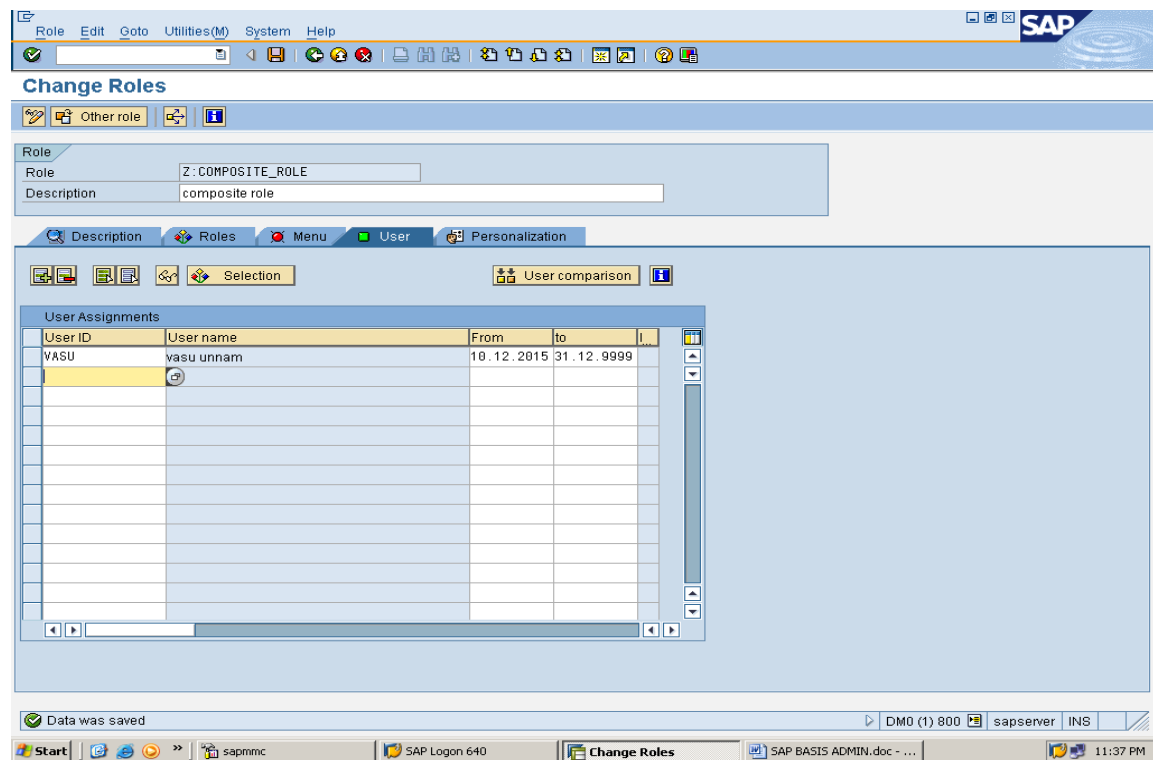 Role Edit Goto Utilities(M) System Help
SAP
Change Roles
Other role
Role
Role Z:COMPOSITE_ROLE
Description composite role
Description Roles Menu User Personalization
Selection User comparison
User Assignments
User ID User name From to I...
VASU vasu unnam 10.12.2015 31.12.9999
Data was saved DM0 (1) 800 sapserver INS
Start » sapmmc SAP Logon 640 Change Roles SAP BASIS ADMIN.doc - ... 11:37 PM